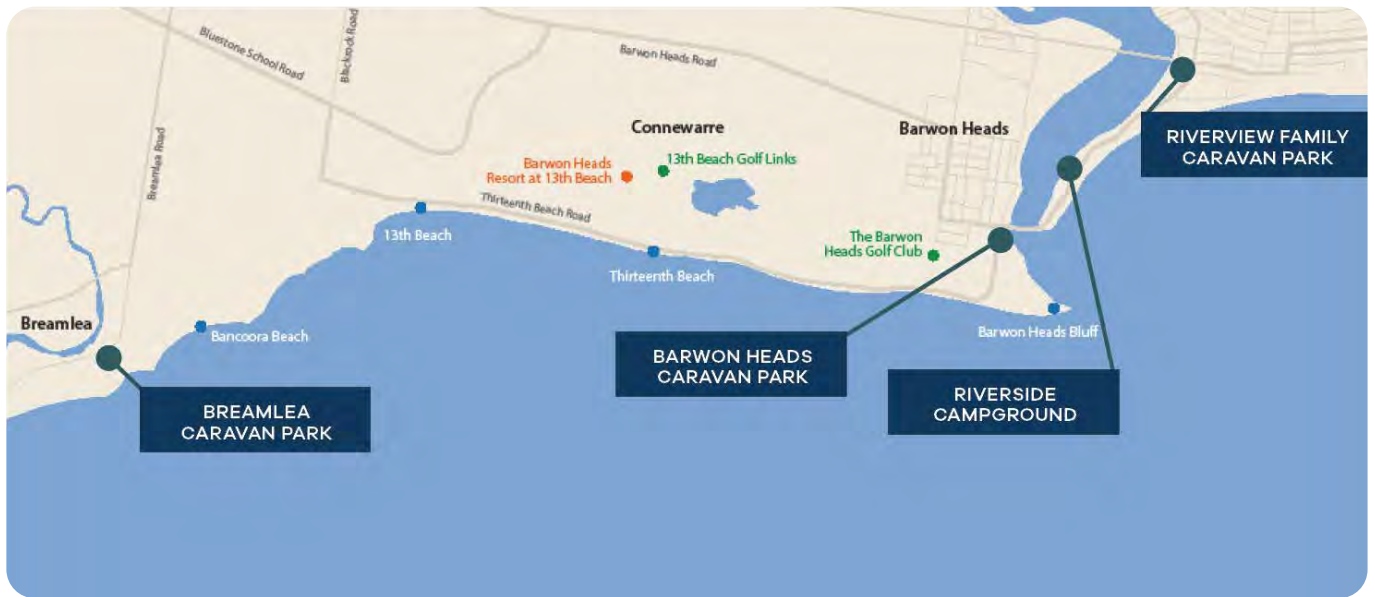 Bluestone School Road
Blackrock Road
Barwon Heads Road
Breamlea Road
Connewarre
Barwon Heads
RIVERVIEW FAMILY
CARAVAN PARK
Barwon Heads
Resort at 13th Beach
13th Beach Golf Links
Thirteenth Beach Road
13th Beach
The Barwon
Heads Golf Club
Thirteenth Beach
Breamlea
Bancoora Beach
Barwon Heads Bluff
BARWON HEADS
CARAVAN PARK
RIVERSIDE
CAMPGROUND
BREAMLEA
CARAVAN PARK